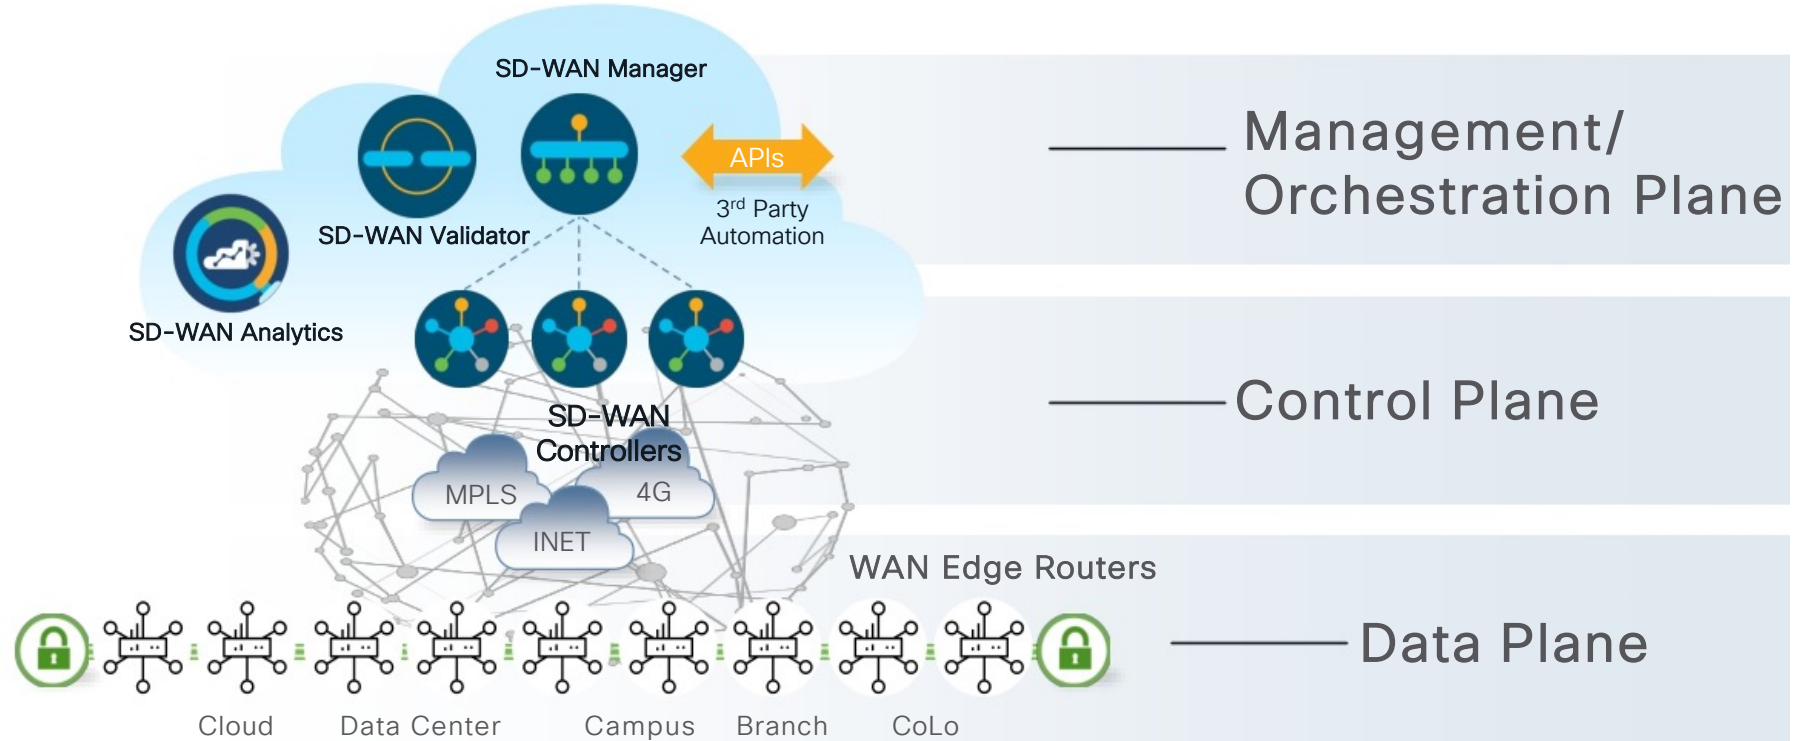 SD-WAN Manager
APIs
3rd Party
Automation
SD-WAN Validator
SD-WAN Analytics
Management/
Orchestration Plane
SD-WAN
Controllers
Control Plane
MPLS
4G
INET
WAN Edge Routers
Data Plane
Cloud
Data Center
Campus
Branch
CoLo